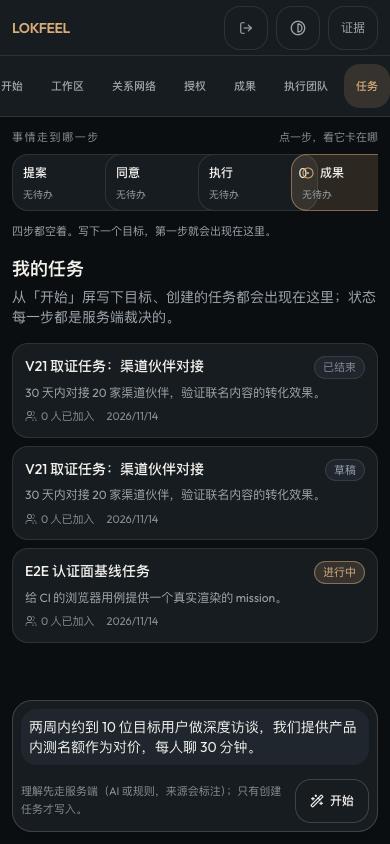 LOKFEEL
证据
开始 工作区 关系网络 授权 成果 执行团队 任务
事情走到哪一步 点一步，看它卡在哪
提案 同意 执行 成果
无待办 无待办 无待办 无待办
四步都空着。写下一个目标，第一步就会出现在这里。
我的任务
从「开始」屏写下目标、创建的任务都会出现在这里；状态
每一步都是服务端裁决的。
V21 取证任务：渠道伙伴对接 已结束
30 天内对接 20 家渠道伙伴，验证联名内容的转化效果。
0 人已加入 2026/11/14
V21 取证任务：渠道伙伴对接 草稿
30 天内对接 20 家渠道伙伴，验证联名内容的转化效果。
0 人已加入 2026/11/14
E2E 认证面基线任务 进行中
给 CI 的浏览器用例提供一个真实渲染的 mission。
0 人已加入 2026/11/14
两周内约到 10 位目标用户做深度访谈，我们提供产品
内测名额作为对价，每人聊 30 分钟。
理解先走服务端（AI 或规则，来源会标注）；只有创建
任务才写入。
开始